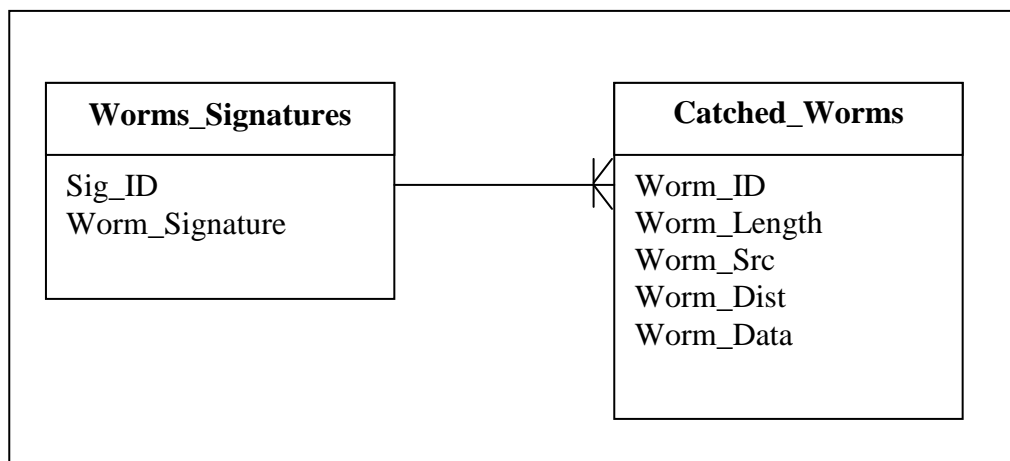 Worms_Signatures
Sig_ID
Worm_Signature
Catched_Worms
Worm_ID
Worm_Length
Worm_Src
Worm_Dist
Worm_Data